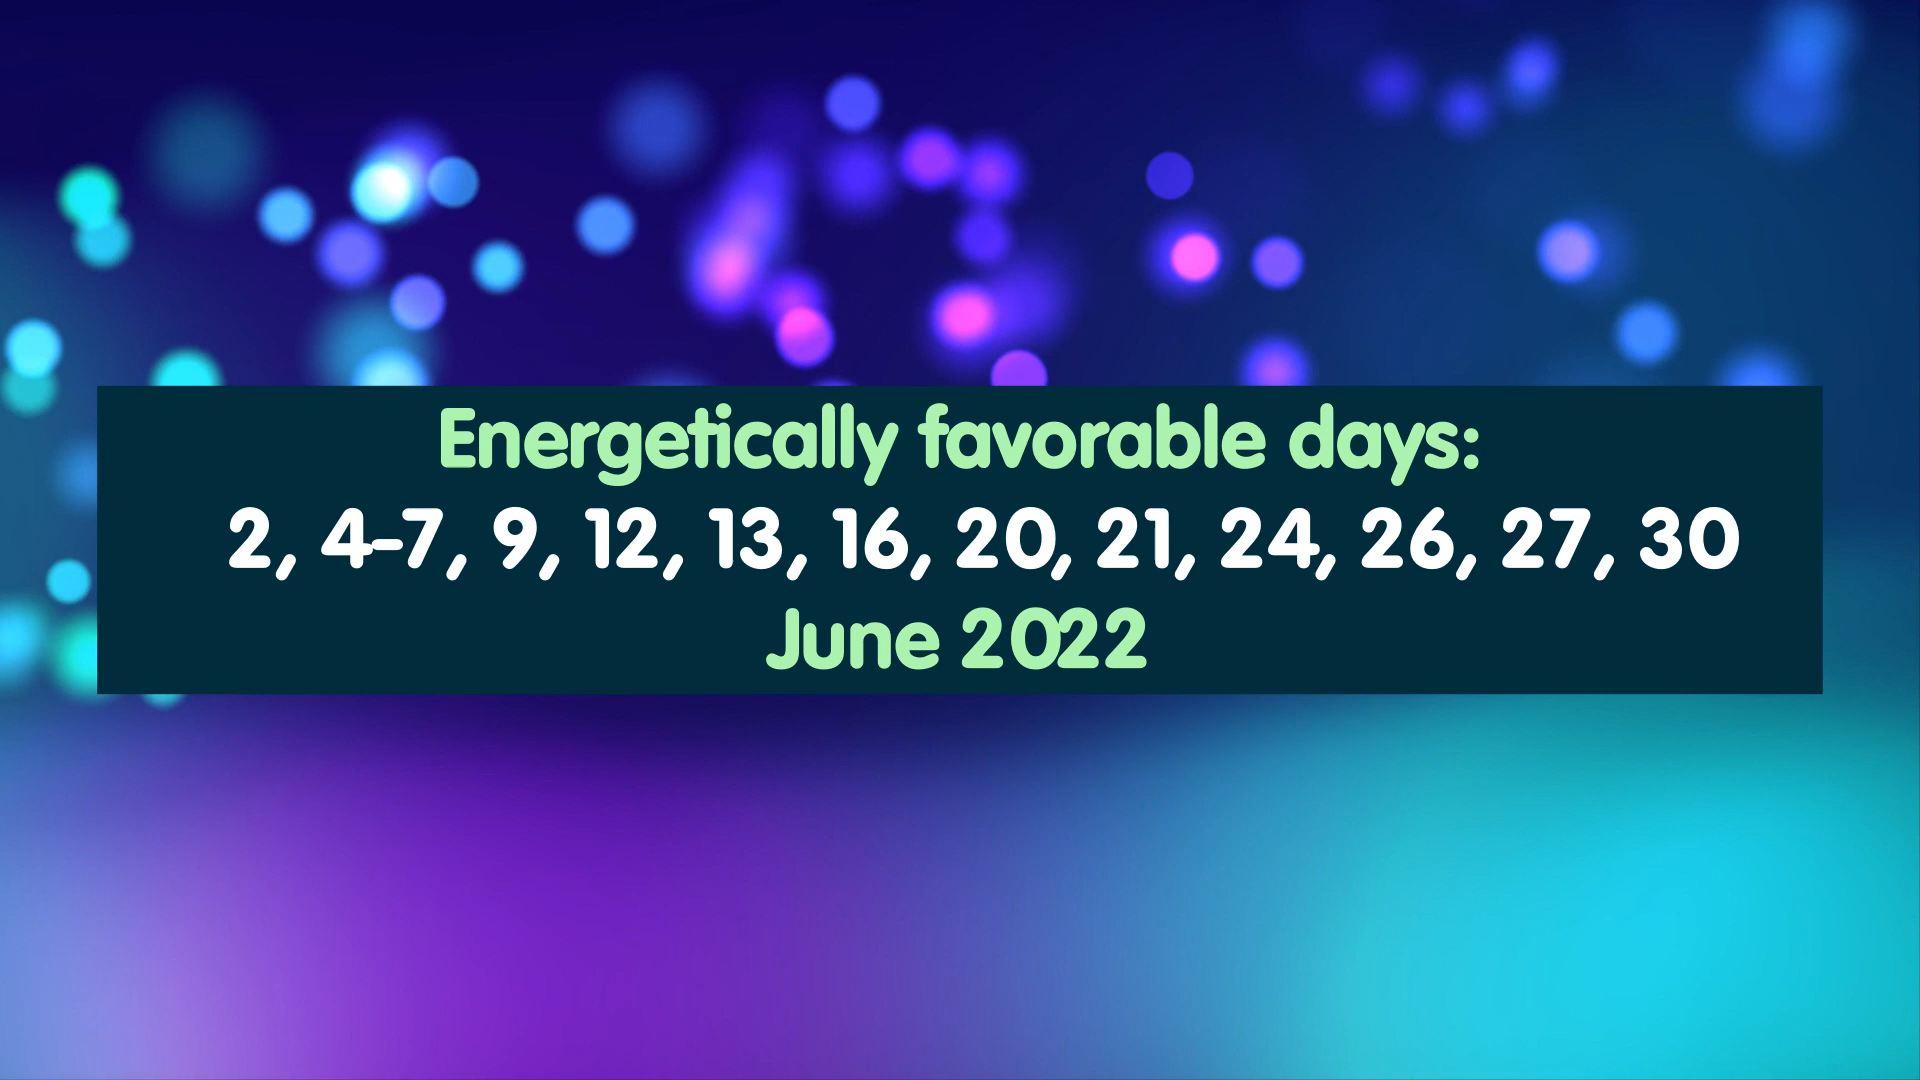 Energetically favorable days:
2, 4-7, 9, 12, 13, 16, 20, 21, 24, 26, 27, 30
June 2022